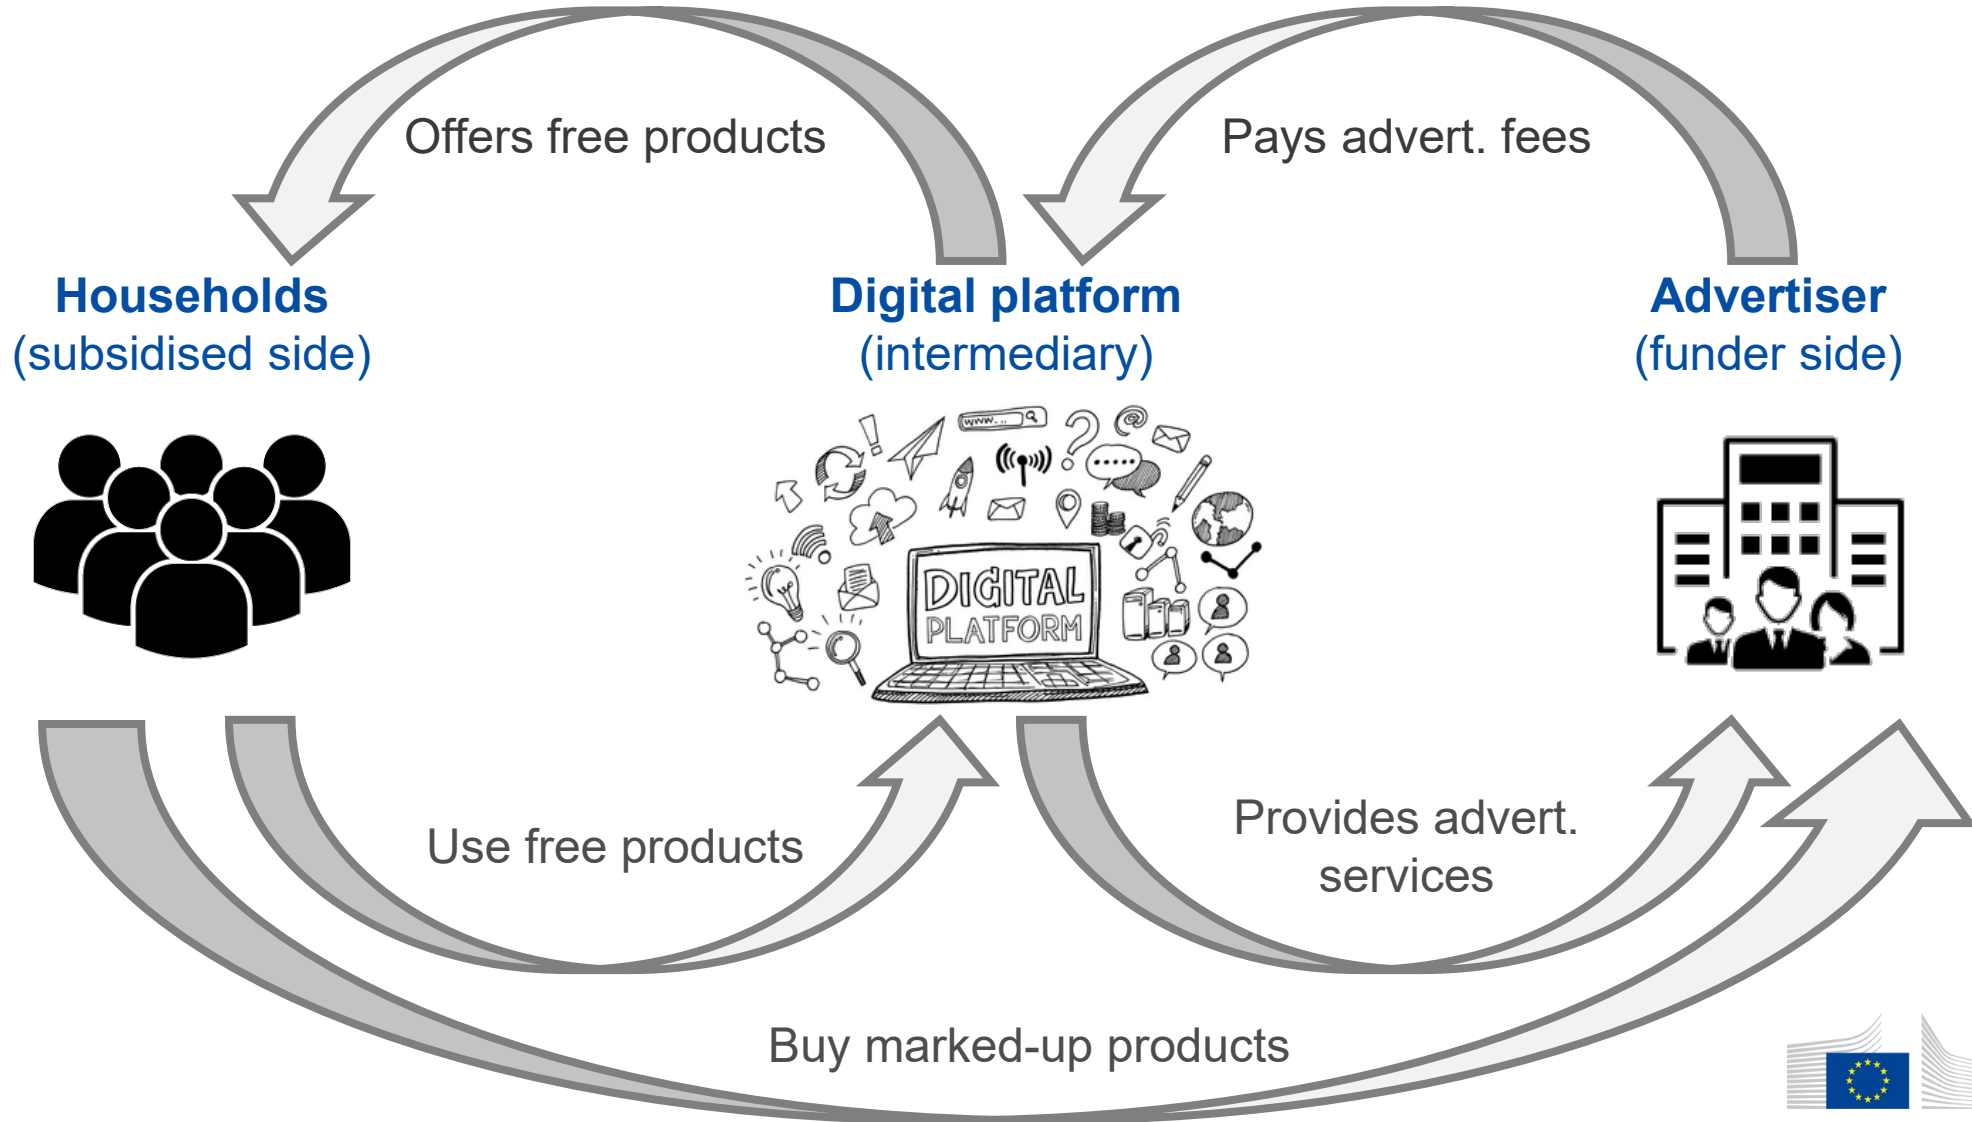 Offers free products
Pays advert. fees
Households
(subsidised side)
Digital platform
(intermediary)
Advertiser
(funder side)
www...
DIGITAL
PLATFORM
Use free products
Provides advert.
services
Buy marked-up products